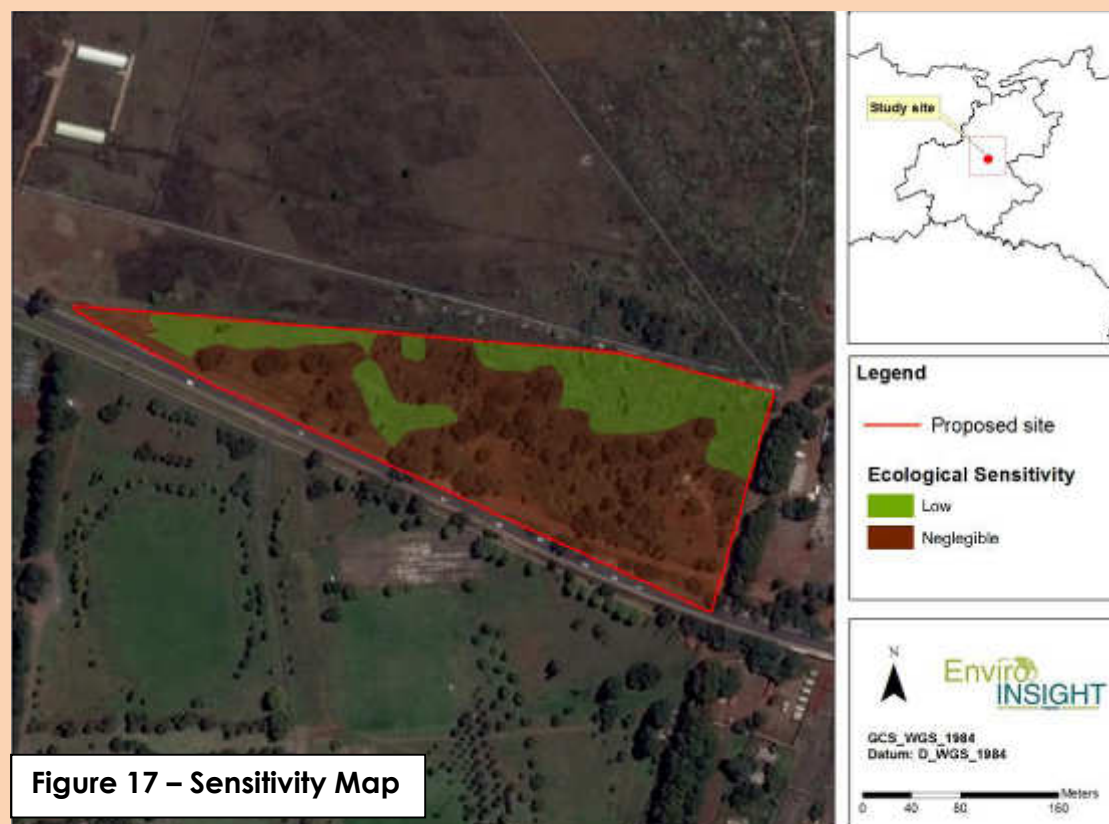 Study site
Legend
Proposed site
Ecological Sensitivity
Low
Neglegible
N
Enviro
INSIGHT
GCS_WGS_1984
Datum: D_WGS_1984
Meters
0 40 80 160
Figure 17 – Sensitivity Map